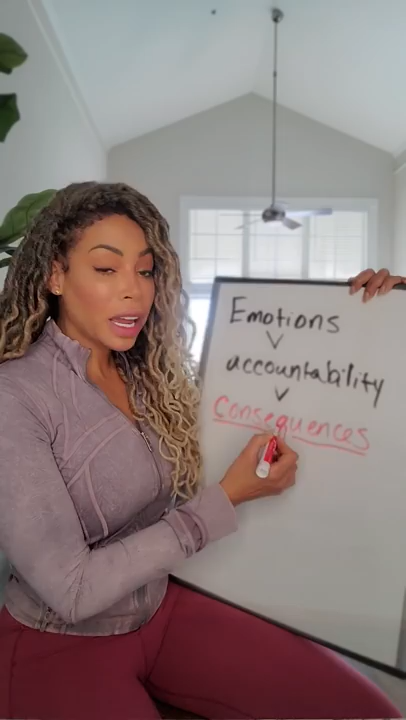 Emotions
v
accountability
v
Consequences